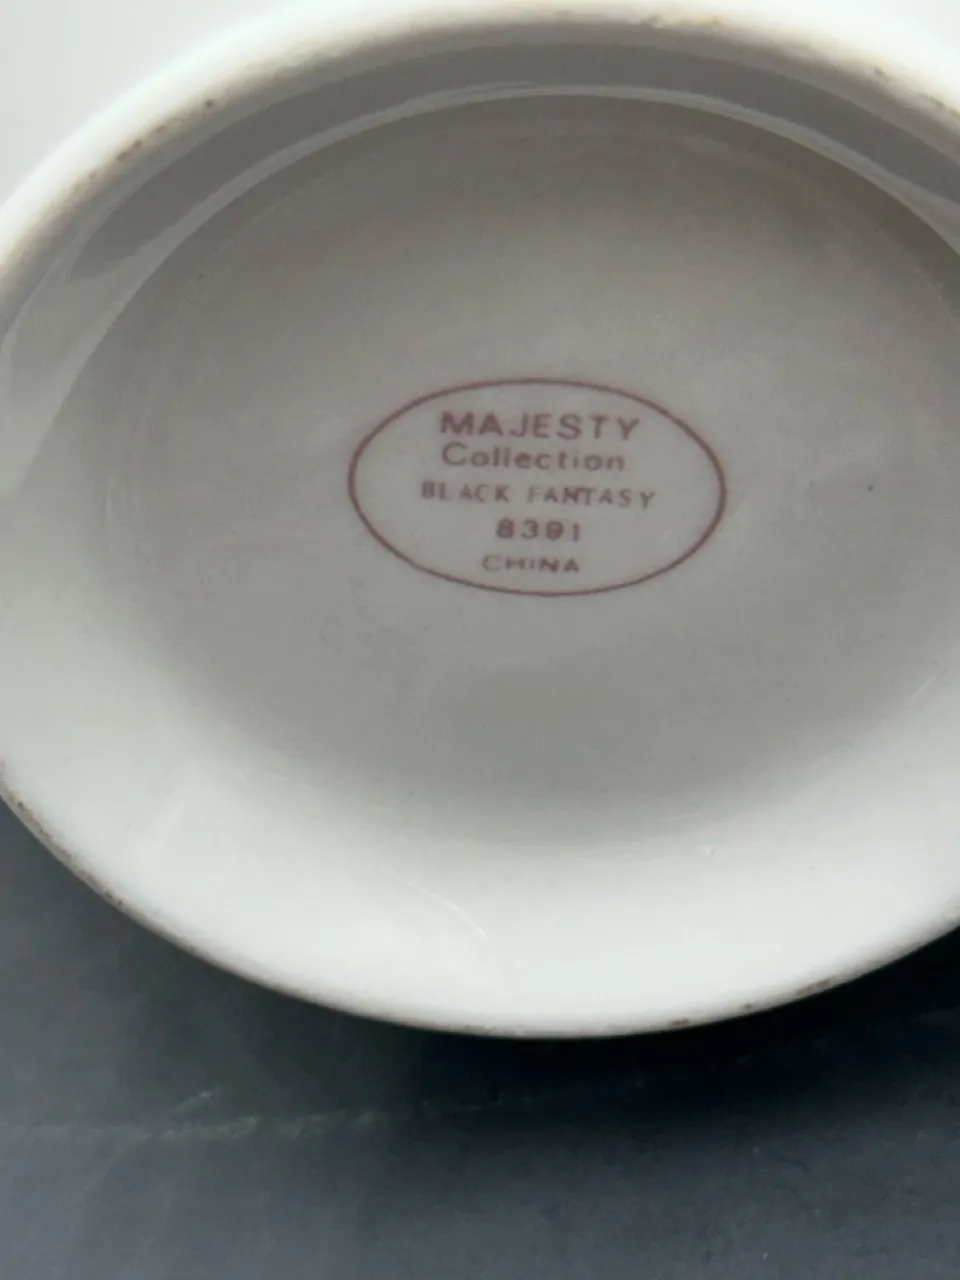 MAJESTY
Collection
BLACK FANTASY
8391
CHINA